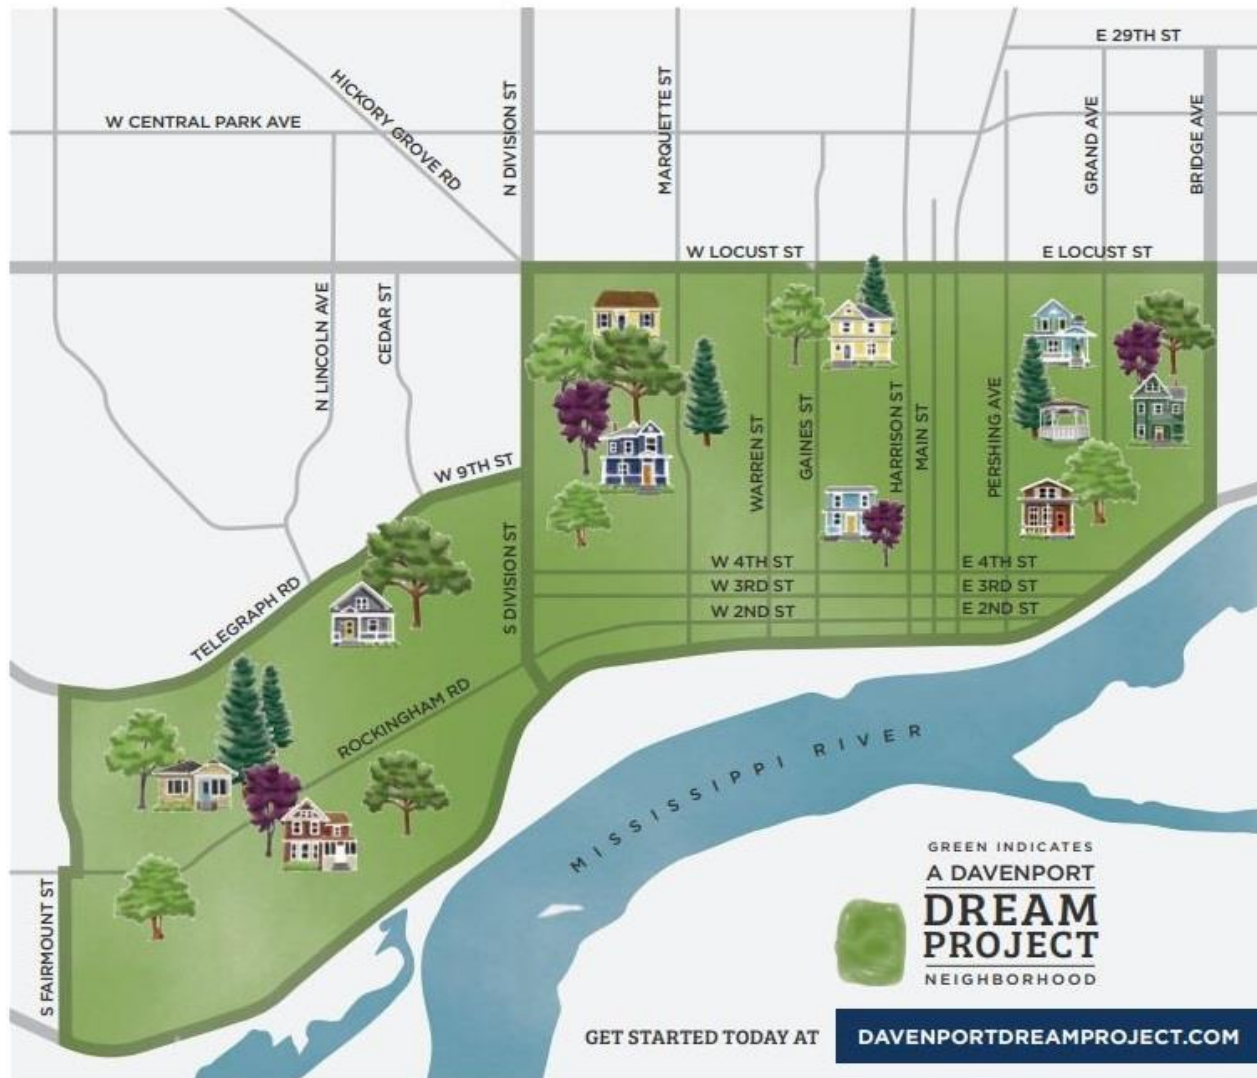 E 29TH ST
HICKORY GROVE RD
W CENTRAL PARK AVE
N DIVISION ST
MARQUETTE ST
GRAND AVE
BRIDGE AVE
W LOCUST ST
E LOCUST ST
N LINCOLN AVE
CEDAR ST
W 9TH ST
WARREN ST
GAINES ST
HARRISON ST
MAIN ST
PERSHING AVE
S DIVISION ST
W 4TH ST
E 4TH ST
W 3RD ST
E 3RD ST
W 2ND ST
E 2ND ST
TELEGRAPH RD
ROCKINGHAM RD
MISSISSIPPI RIVER
S FAIRMOUNT ST
GREEN INDICATES
A DAVENPORT
DREAM
PROJECT
NEIGHBORHOOD
GET STARTED TODAY AT
DAVENPORTDREAMPROJECT.COM